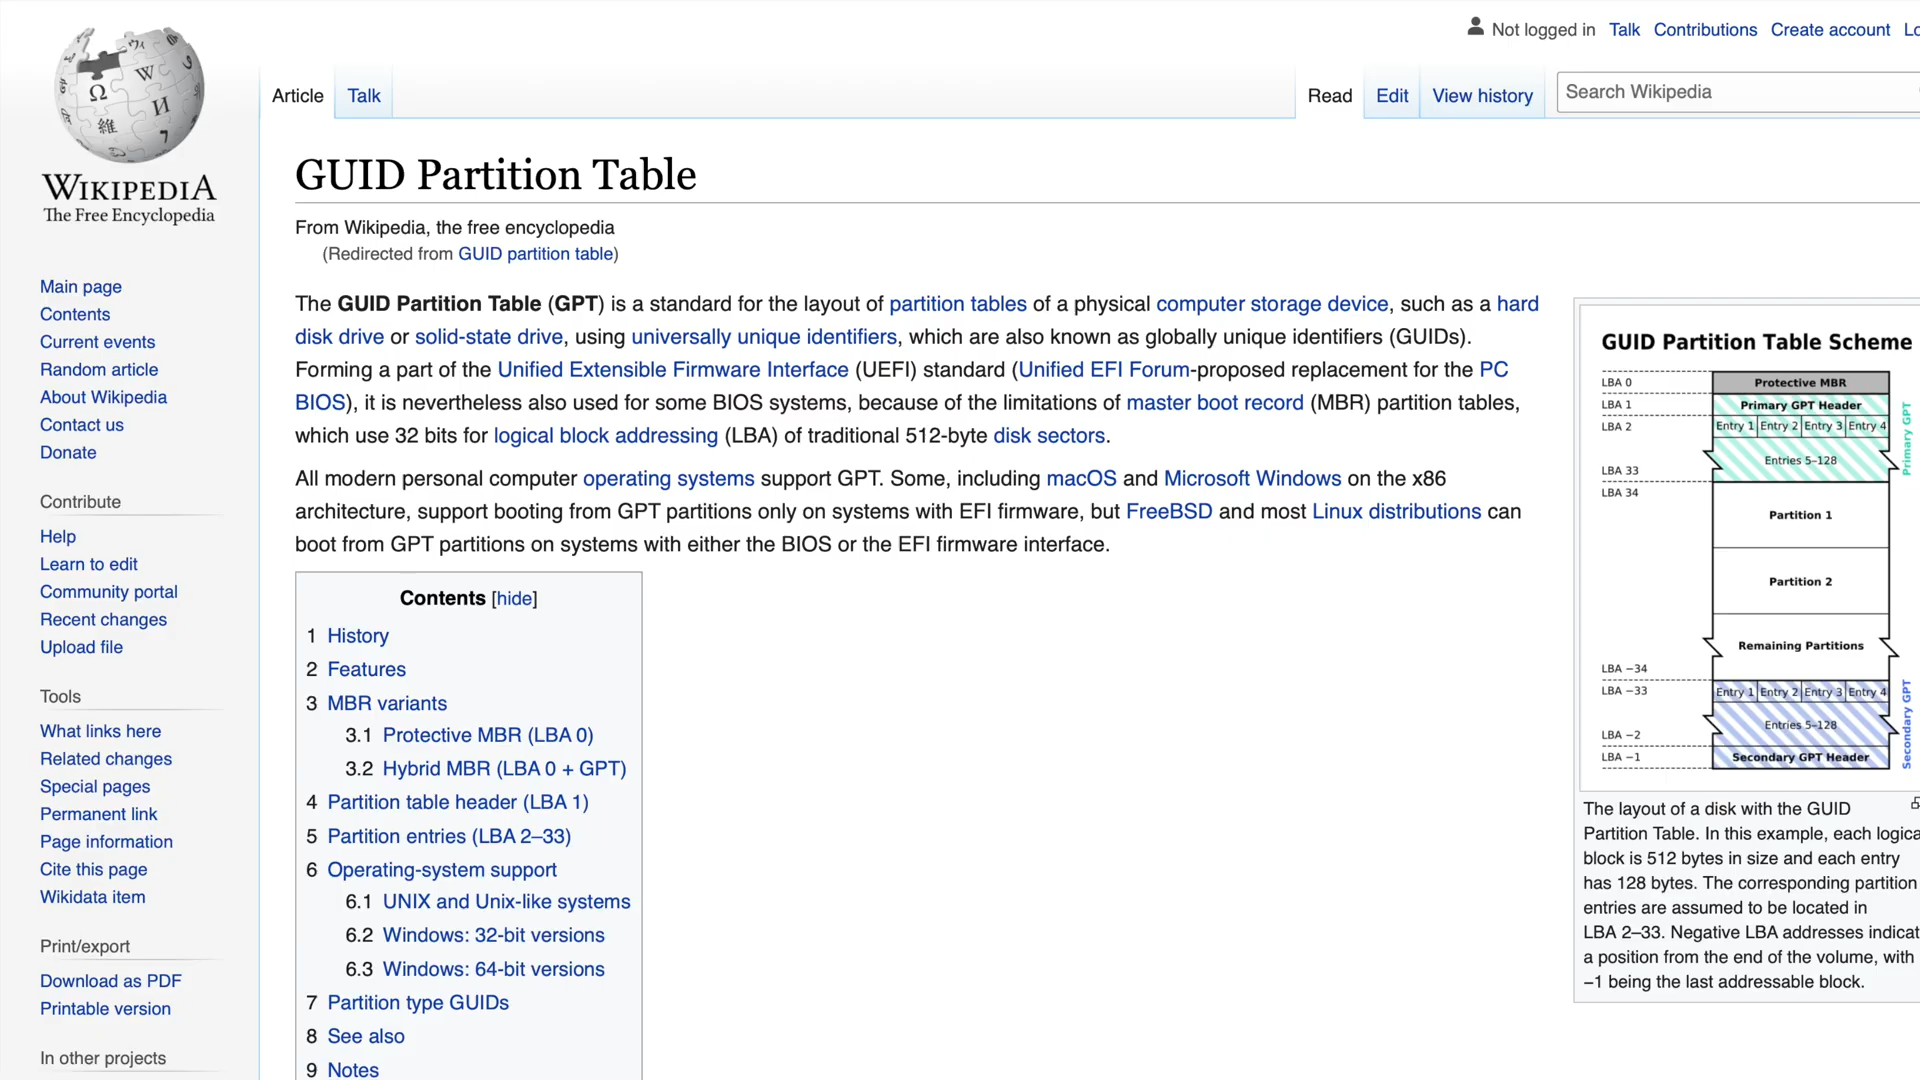 Not logged in Talk Contributions Create account Lo
Article Talk Read Edit View history Search Wikipedia
Ω W И 維
WIKIPEDIA
The Free Encyclopedia
Main page
Contents
Current events
Random article
About Wikipedia
Contact us
Donate
Contribute
Help
Learn to edit
Community portal
Recent changes
Upload file
Tools
What links here
Related changes
Special pages
Permanent link
Page information
Cite this page
Wikidata item
Print/export
Download as PDF
Printable version
In other projects
GUID Partition Table
From Wikipedia, the free encyclopedia
(Redirected from GUID partition table)
The GUID Partition Table (GPT) is a standard for the layout of partition tables of a physical computer storage device, such as a hard
disk drive or solid-state drive, using universally unique identifiers, which are also known as globally unique identifiers (GUIDs).
Forming a part of the Unified Extensible Firmware Interface (UEFI) standard (Unified EFI Forum-proposed replacement for the PC
BIOS), it is nevertheless also used for some BIOS systems, because of the limitations of master boot record (MBR) partition tables,
which use 32 bits for logical block addressing (LBA) of traditional 512-byte disk sectors.
All modern personal computer operating systems support GPT. Some, including macOS and Microsoft Windows on the x86
architecture, support booting from GPT partitions only on systems with EFI firmware, but FreeBSD and most Linux distributions can
boot from GPT partitions on systems with either the BIOS or the EFI firmware interface.
Contents [hide]
1 History
2 Features
3 MBR variants
3.1 Protective MBR (LBA 0)
3.2 Hybrid MBR (LBA 0 + GPT)
4 Partition table header (LBA 1)
5 Partition entries (LBA 2–33)
6 Operating-system support
6.1 UNIX and Unix-like systems
6.2 Windows: 32-bit versions
6.3 Windows: 64-bit versions
7 Partition type GUIDs
8 See also
9 Notes
GUID Partition Table Scheme
LBA 0 Protective MBR
LBA 1 Primary GPT Header
LBA 2 Entry 1 Entry 2 Entry 3 Entry 4
Entries 5–128
LBA 33
LBA 34
Primary GPT
Partition 1
Partition 2
Remaining Partitions
LBA −34
LBA −33 Entry 1 Entry 2 Entry 3 Entry 4
Entries 5–128
LBA −2
LBA −1 Secondary GPT Header
Secondary GPT
The layout of a disk with the GUID
Partition Table. In this example, each logica
block is 512 bytes in size and each entry
has 128 bytes. The corresponding partition
entries are assumed to be located in
LBA 2–33. Negative LBA addresses indicat
a position from the end of the volume, with
−1 being the last addressable block.